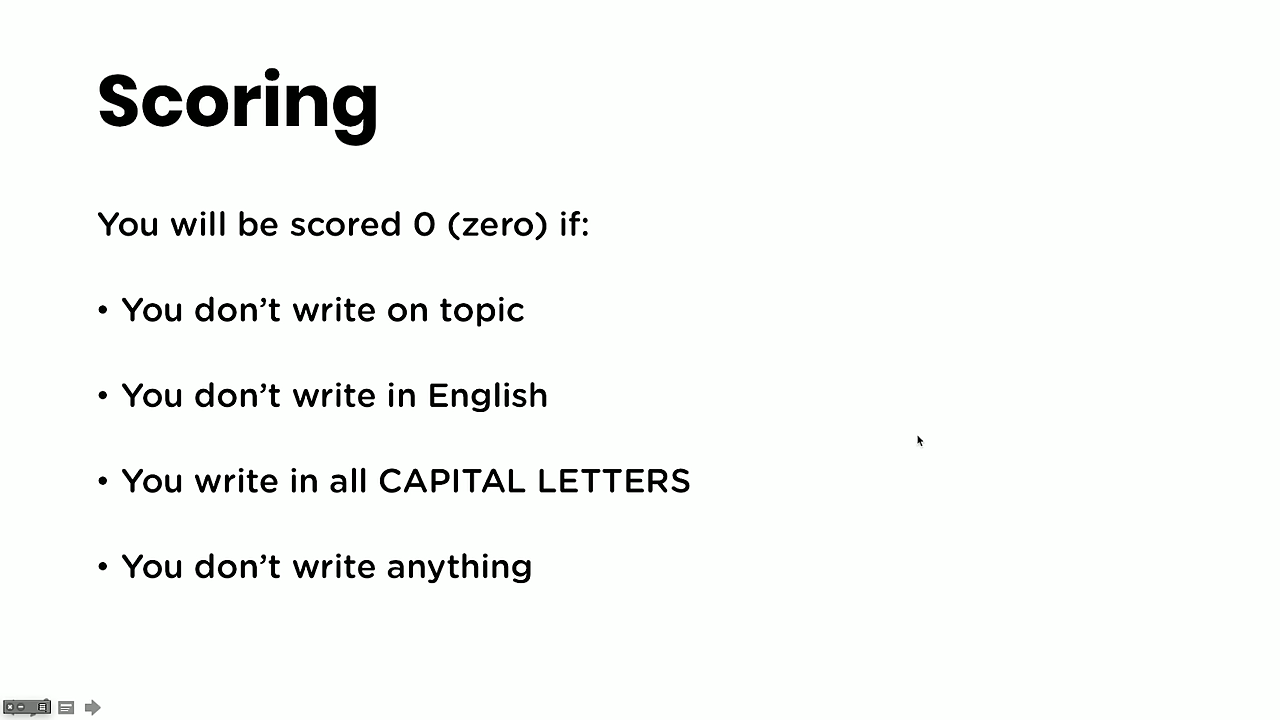 Scoring
You will be scored 0 (zero) if:
• You don’t write on topic
• You don’t write in English
• You write in all CAPITAL LETTERS
• You don’t write anything